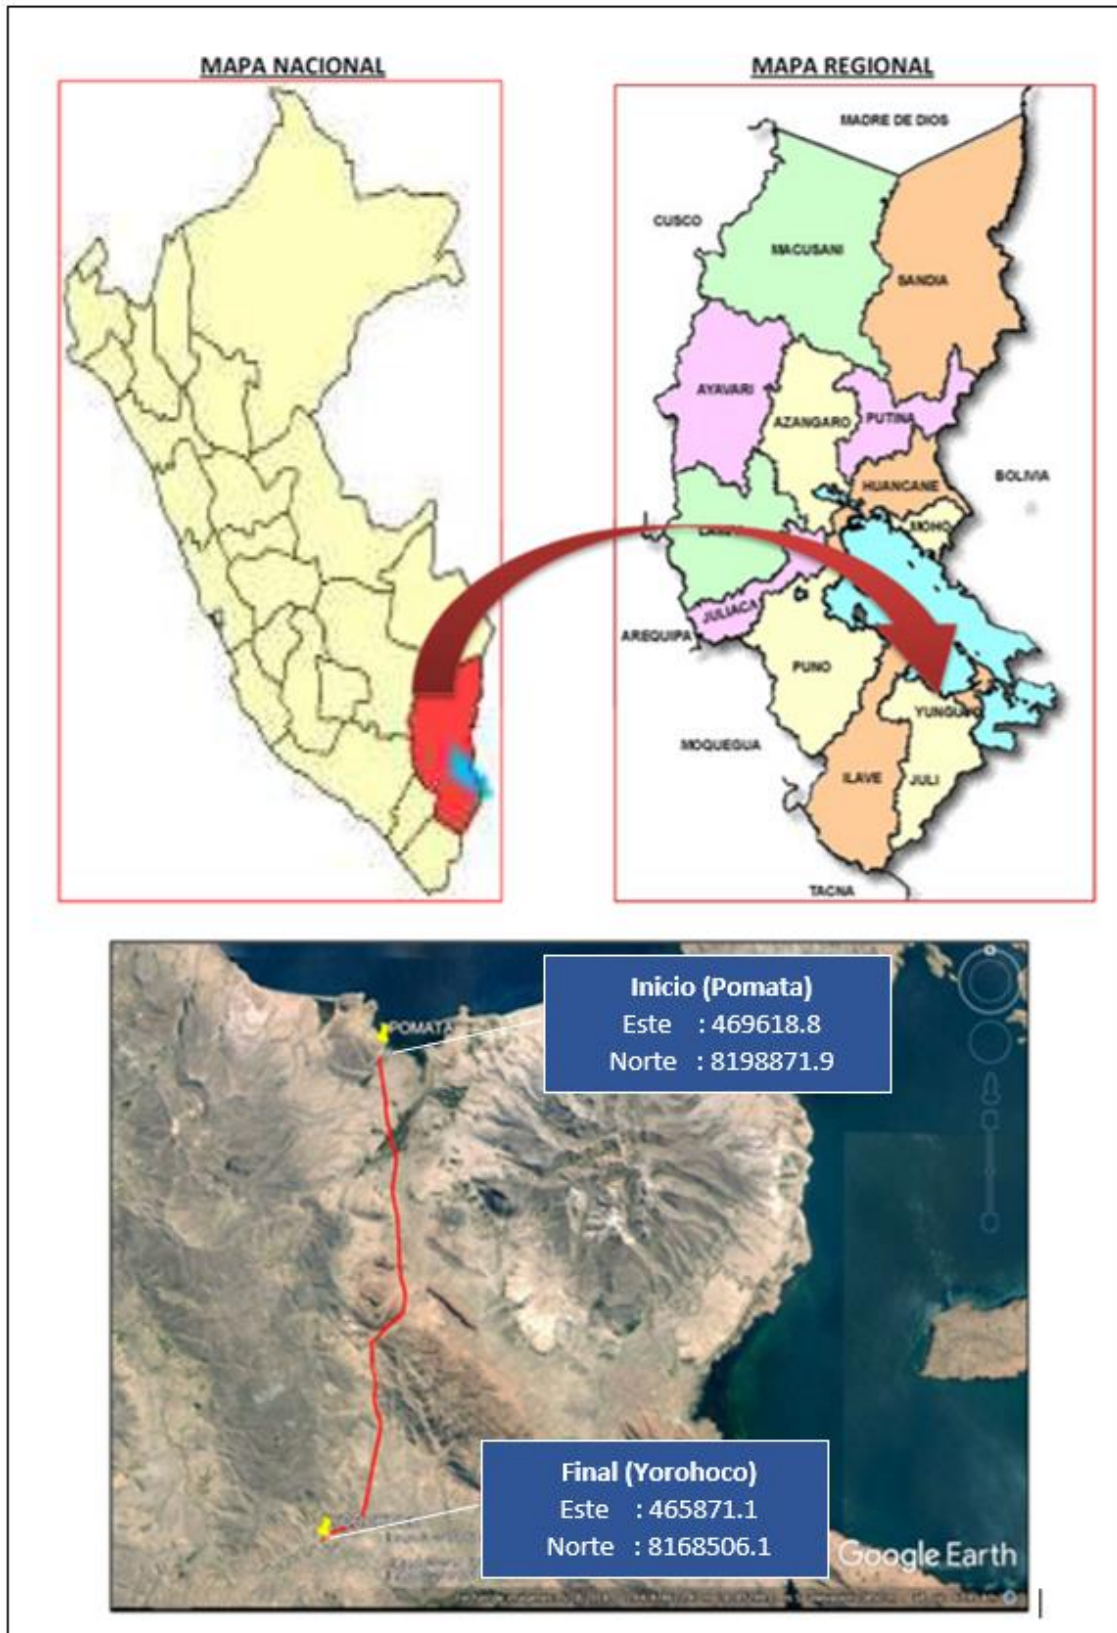 MAPA NACIONAL
MAPA REGIONAL
MADRE DE DIOS
CUSCO
MACUSANI
SANDIA
AYAVARI
AZANGARO
PUTINA
HUANCANE
BOLIVIA
MOHO
JULIACA
AREQUIPA
PUNO
MOQUEGUA
ILAVE
JULI
TACNA
Inicio (Pomata)
Este : 469618.8
Norte : 8198871.9
POMATA
Final (Yorohoco)
Este : 465871.1
Norte : 8168506.1
Google Earth